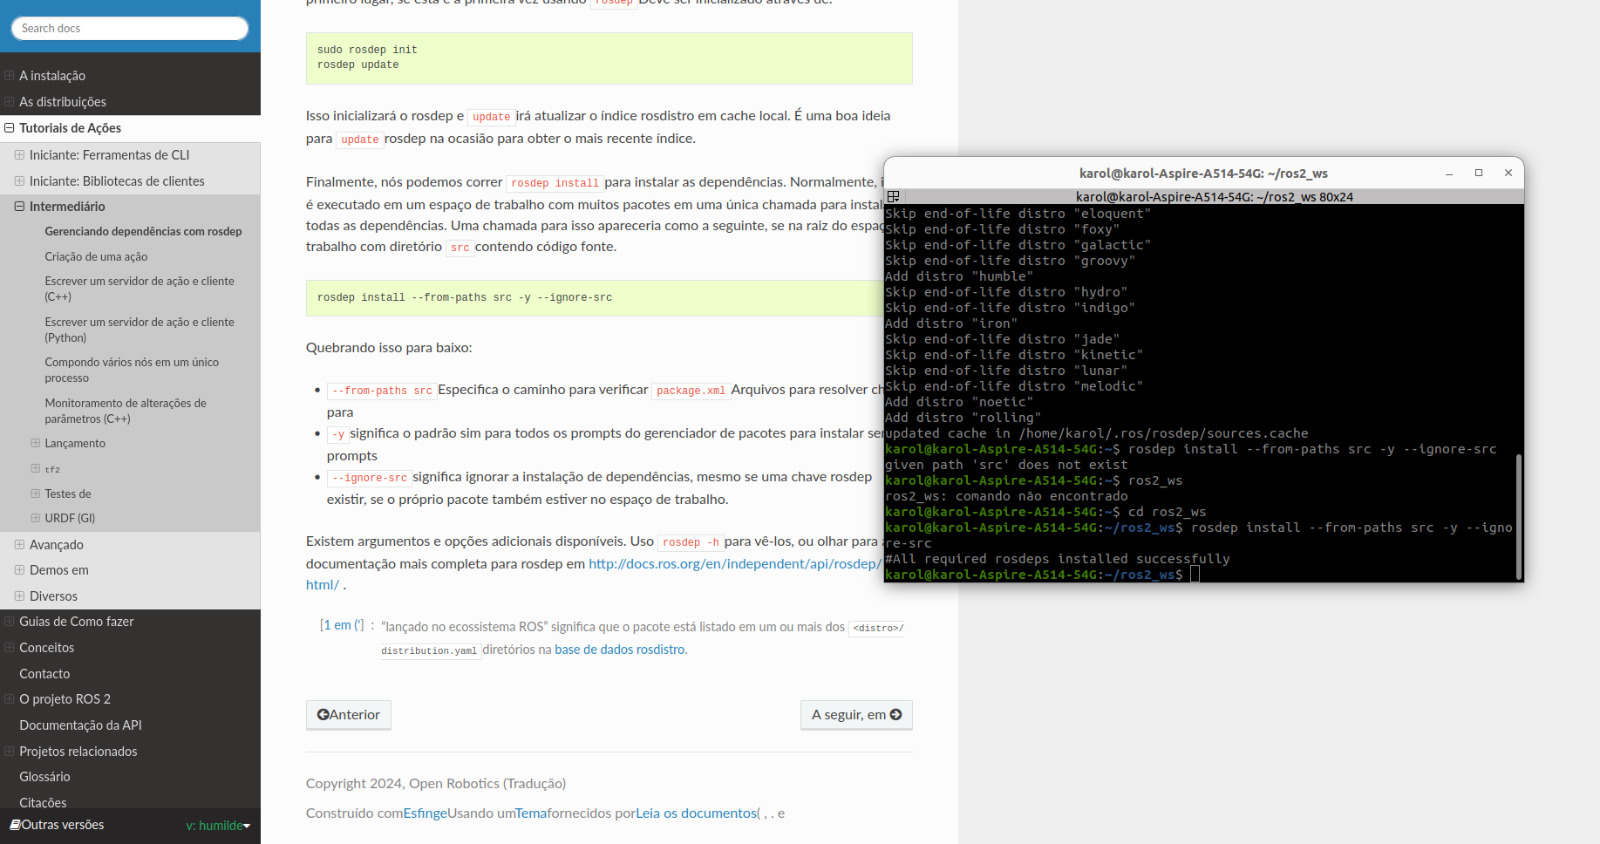 Search docs
A instalação
As distribuições
Tutoriais de Ações
Iniciante: Ferramentas de CLI
Iniciante: Bibliotecas de clientes
Intermediário
Gerenciando dependências com rosdep
Criação de uma ação
Escrever um servidor de ação e cliente
(C++)
Escrever um servidor de ação e cliente
(Python)
Compondo vários nós em um único
processo
Monitoramento de alterações de
parâmetros (C++)
Lançamento
tf2
Testes de
URDF (GI)
Avançado
Demos em
Diversos
Guias de Como fazer
Conceitos
Contacto
O projeto ROS 2
Documentação da API
Projetos relacionados
Glossário
Citações
Outras versões
v: humilde
primeiro lugar, se esta é a primeira vez usando rosdep Deve ser inicializado através de:
sudo rosdep init
rosdep update
Isso inicializará o rosdep e update irá atualizar o índice rosdistro em cache local. É uma boa ideia
para update rosdep na ocasião para obter o mais recente índice.
Finalmente, nós podemos correr rosdep install para instalar as dependências. Normalmente,
é executado em um espaço de trabalho com muitos pacotes em uma única chamada para instal
todas as dependências. Uma chamada para isso apareceria como a seguinte, se na raiz do espaç
trabalho com diretório src contendo código fonte.
rosdep install --from-paths src -y --ignore-src
Quebrando isso para baixo:
--from-paths src Especifica o caminho para verificar package.xml Arquivos para resolver ch
para
-y significa o padrão sim para todos os prompts do gerenciador de pacotes para instalar se
prompts
--ignore-src significa ignorar a instalação de dependências, mesmo se uma chave rosdep
existir, se o próprio pacote também estiver no espaço de trabalho.
Existem argumentos e opções adicionais disponíveis. Uso rosdep -h para vê-los, ou olhar para
documentação mais completa para rosdep em http://docs.ros.org/en/independent/api/rosdep/
html/ .
[1 em (')] : “lançado no ecossistema ROS” significa que o pacote está listado em um ou mais dos <distro>/
distribution.yaml diretórios na base de dados rosdistro.
Anterior
A seguir, em
Copyright 2024, Open Robotics (Tradução)
Construído comEsfingeUsando umTemafornecidos porLeia os documentos( , . e
karol@karol-Aspire-A514-54G: ~/ros2_ws
karol@karol-Aspire-A514-54G: ~/ros2_ws 80x24
Skip end-of-life distro "eloquent"
Skip end-of-life distro "foxy"
Skip end-of-life distro "galactic"
Skip end-of-life distro "groovy"
Add distro "humble"
Skip end-of-life distro "hydro"
Skip end-of-life distro "indigo"
Add distro "iron"
Skip end-of-life distro "jade"
Skip end-of-life distro "kinetic"
Skip end-of-life distro "lunar"
Skip end-of-life distro "melodic"
Add distro "noetic"
Add distro "rolling"
updated cache in /home/karol/.ros/rosdep/sources.cache
karol@karol-Aspire-A514-54G:~$ rosdep install --from-paths src -y --ignore-src
given path 'src' does not exist
karol@karol-Aspire-A514-54G:~$ ros2_ws
ros2_ws: comando não encontrado
karol@karol-Aspire-A514-54G:~$ cd ros2_ws
karol@karol-Aspire-A514-54G:~/ros2_ws$ rosdep install --from-paths src -y --igno
re-src
#All required rosdeps installed successfully
karol@karol-Aspire-A514-54G:~/ros2_ws$